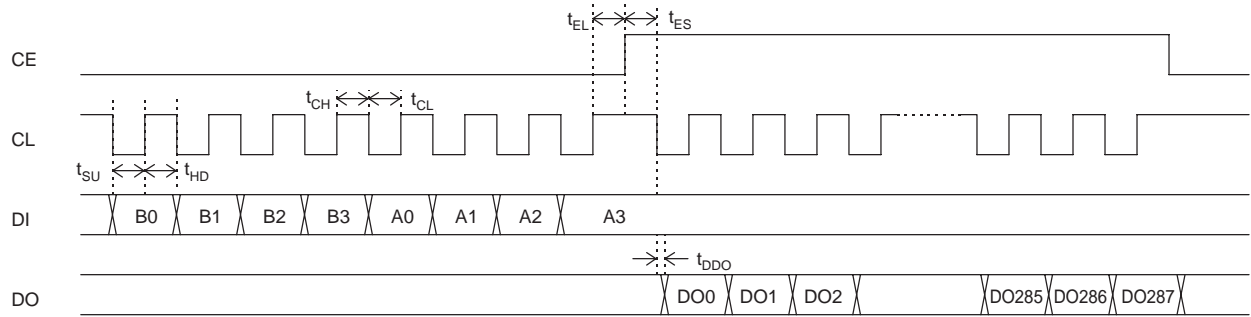 tEL tES
CE
tCH tCL
CL
tSU tHD
DI B0 B1 B2 B3 A0 A1 A2 A3
tDDO
DO DO0 DO1 DO2 DO285 DO286 DO287